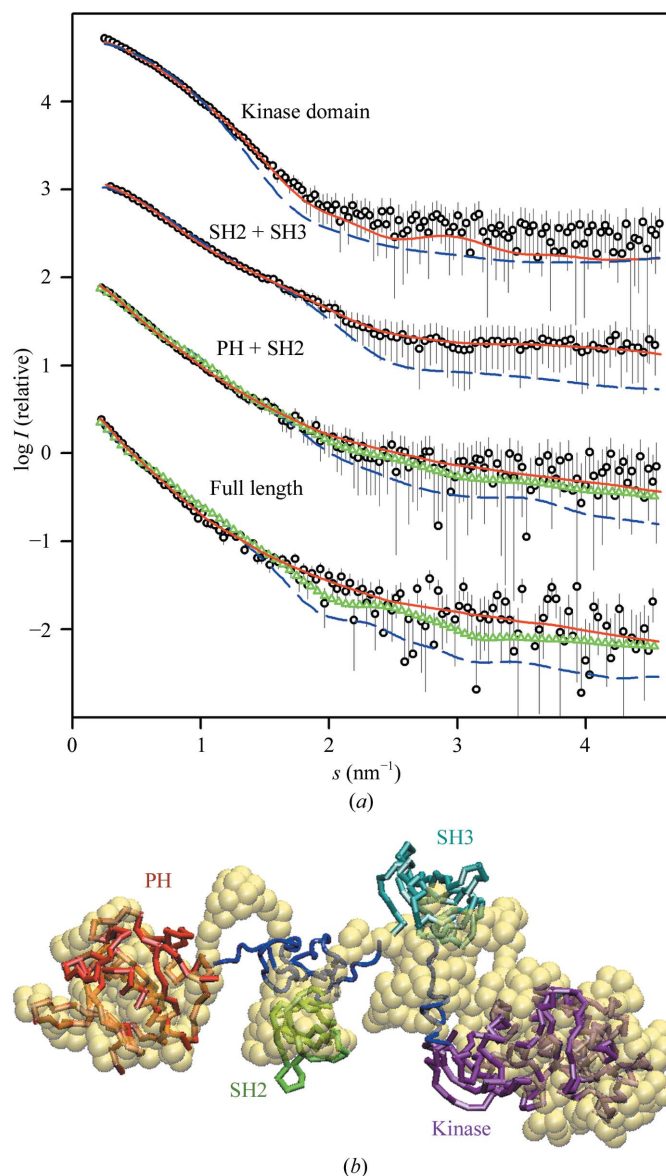 4
3
2
1
0
−1
−2
log I (relative)
Kinase domain
SH2 + SH3
PH + SH2
Full length
0 1 2 3 4
s (nm−1)
(a)
SH3
PH
SH2
Kinase
(b)